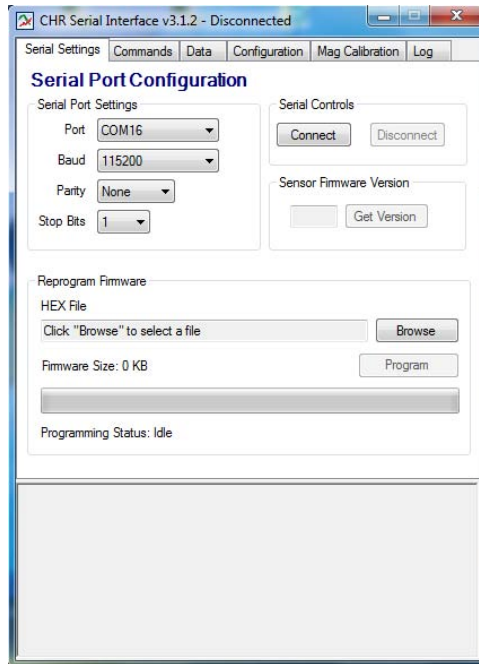 CHR Serial Interface v3.1.2 - Disconnected
Serial Settings Commands Data Configuration Mag Calibration Log
Serial Port Configuration
Serial Port Settings
Port COM16
Baud 115200
Parity None
Stop Bits 1
Serial Controls
Connect Disconnect
Sensor Firmware Version
Get Version
Reprogram Firmware
HEX File
Click "Browse" to select a file Browse
Firmware Size: 0 KB Program
Programming Status: Idle